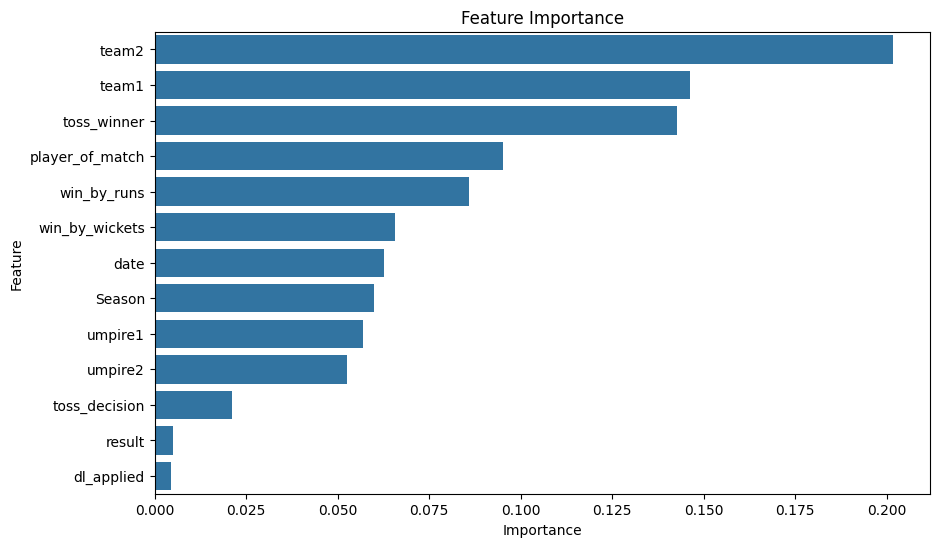 Feature Importance
team2
team1
toss_winner
player_of_match
win_by_runs
win_by_wickets
date
Season
umpire1
umpire2
toss_decision
result
dl_applied
Feature
0.000 0.025 0.050 0.075 0.100 0.125 0.150 0.175 0.200
Importance